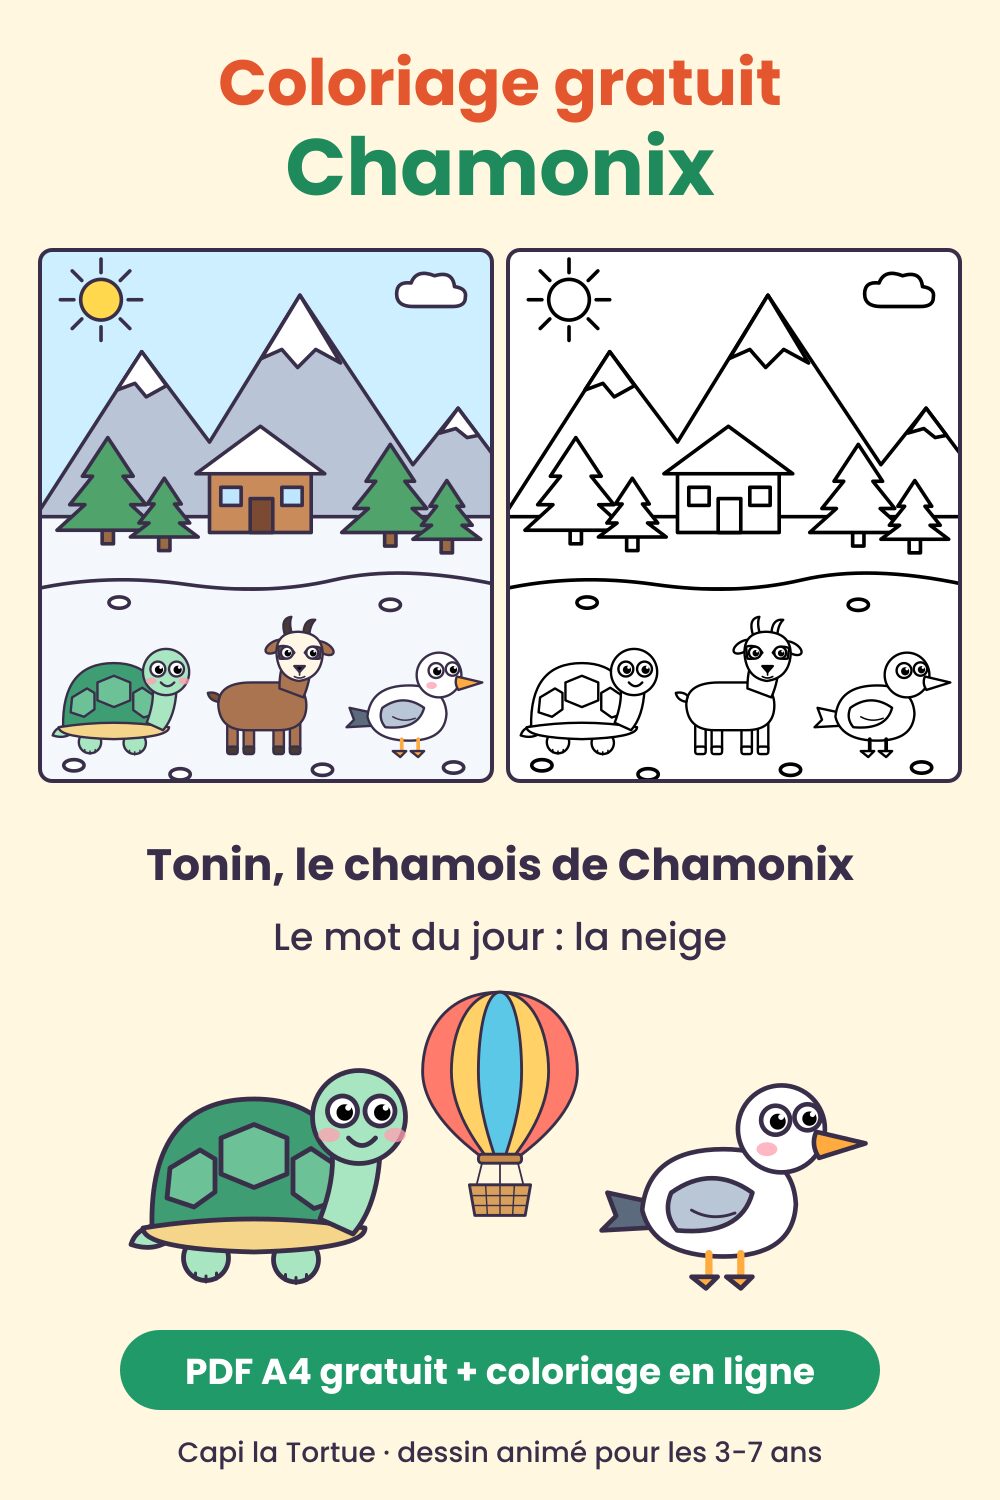 Coloriage gratuit
Chamonix
Tonin, le chamois de Chamonix
Le mot du jour : la neige
PDF A4 gratuit + coloriage en ligne
Capi la Tortue · dessin animé pour les 3-7 ans